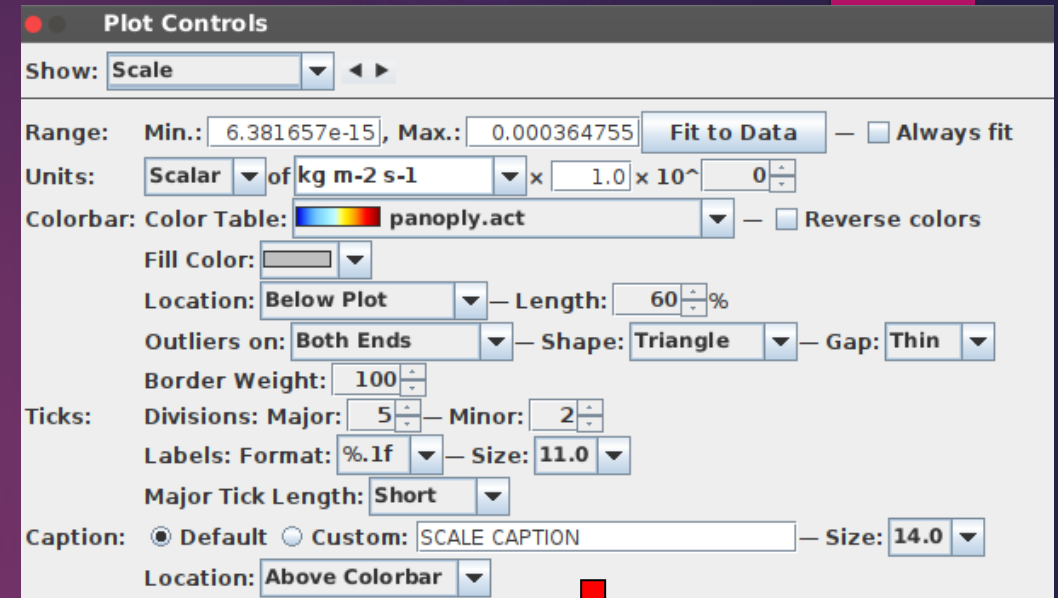 Plot Controls
Show: Scale
Range: Min.: 6.381657e-15, Max.: 0.000364755 Fit to Data — Always fit
Units: Scalar of kg m-2 s-1 × 1.0 × 10^ 0
Colorbar: Color Table: panoply.act — Reverse colors
Fill Color:
Location: Below Plot — Length: 60 %
Outliers on: Both Ends — Shape: Triangle — Gap: Thin
Border Weight: 100
Ticks: Divisions: Major: 5 — Minor: 2
Labels: Format: %.1f — Size: 11.0
Major Tick Length: Short
Caption: Default Custom: SCALE CAPTION — Size: 14.0
Location: Above Colorbar